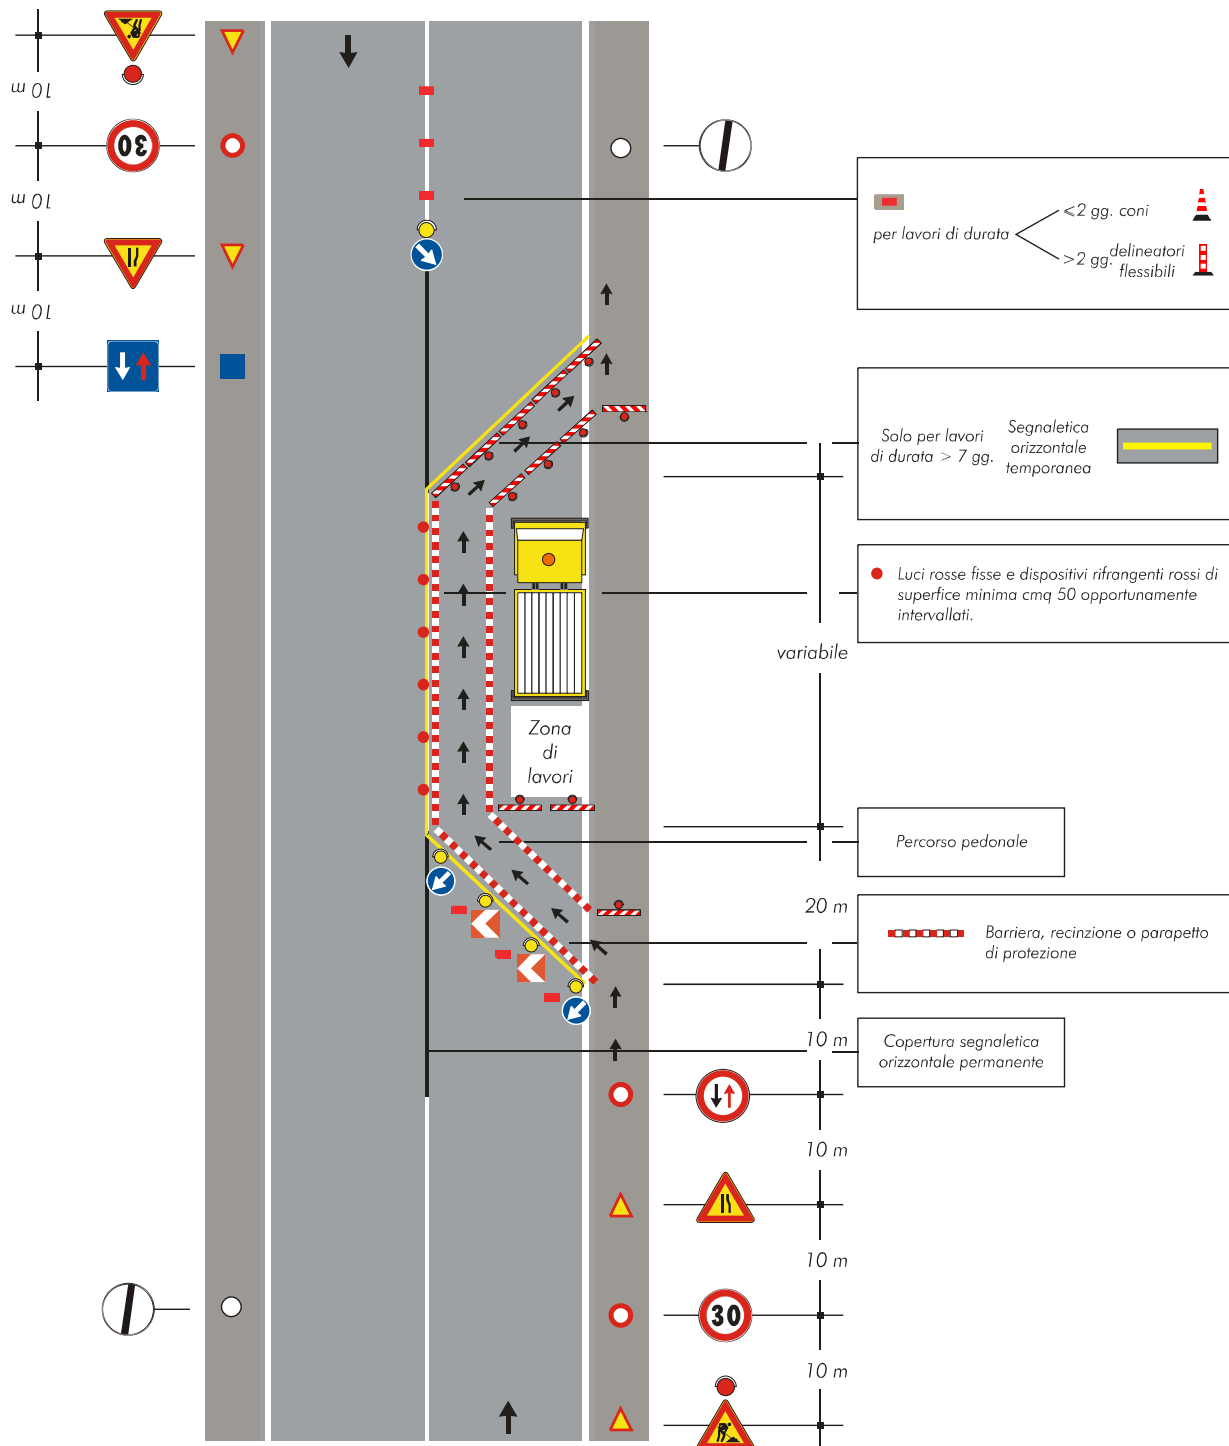 10 m
30
10 m
10 m
per lavori di durata
≤2 gg. coni
>2 gg. delineatori
flessibili
Solo per lavori
di durata > 7 gg.
Segnaletica
orizzontale
temporanea
Luci rosse fisse e dispositivi rifrangenti rossi di
superfice minima cmq 50 opportunamente
intervallati.
variabile
Zona
di
lavori
Percorso pedonale
20 m
Barriera, recinzione o parapetto
di protezione
10 m
Copertura segnaletica
orizzontale permanente
10 m
10 m
30
10 m